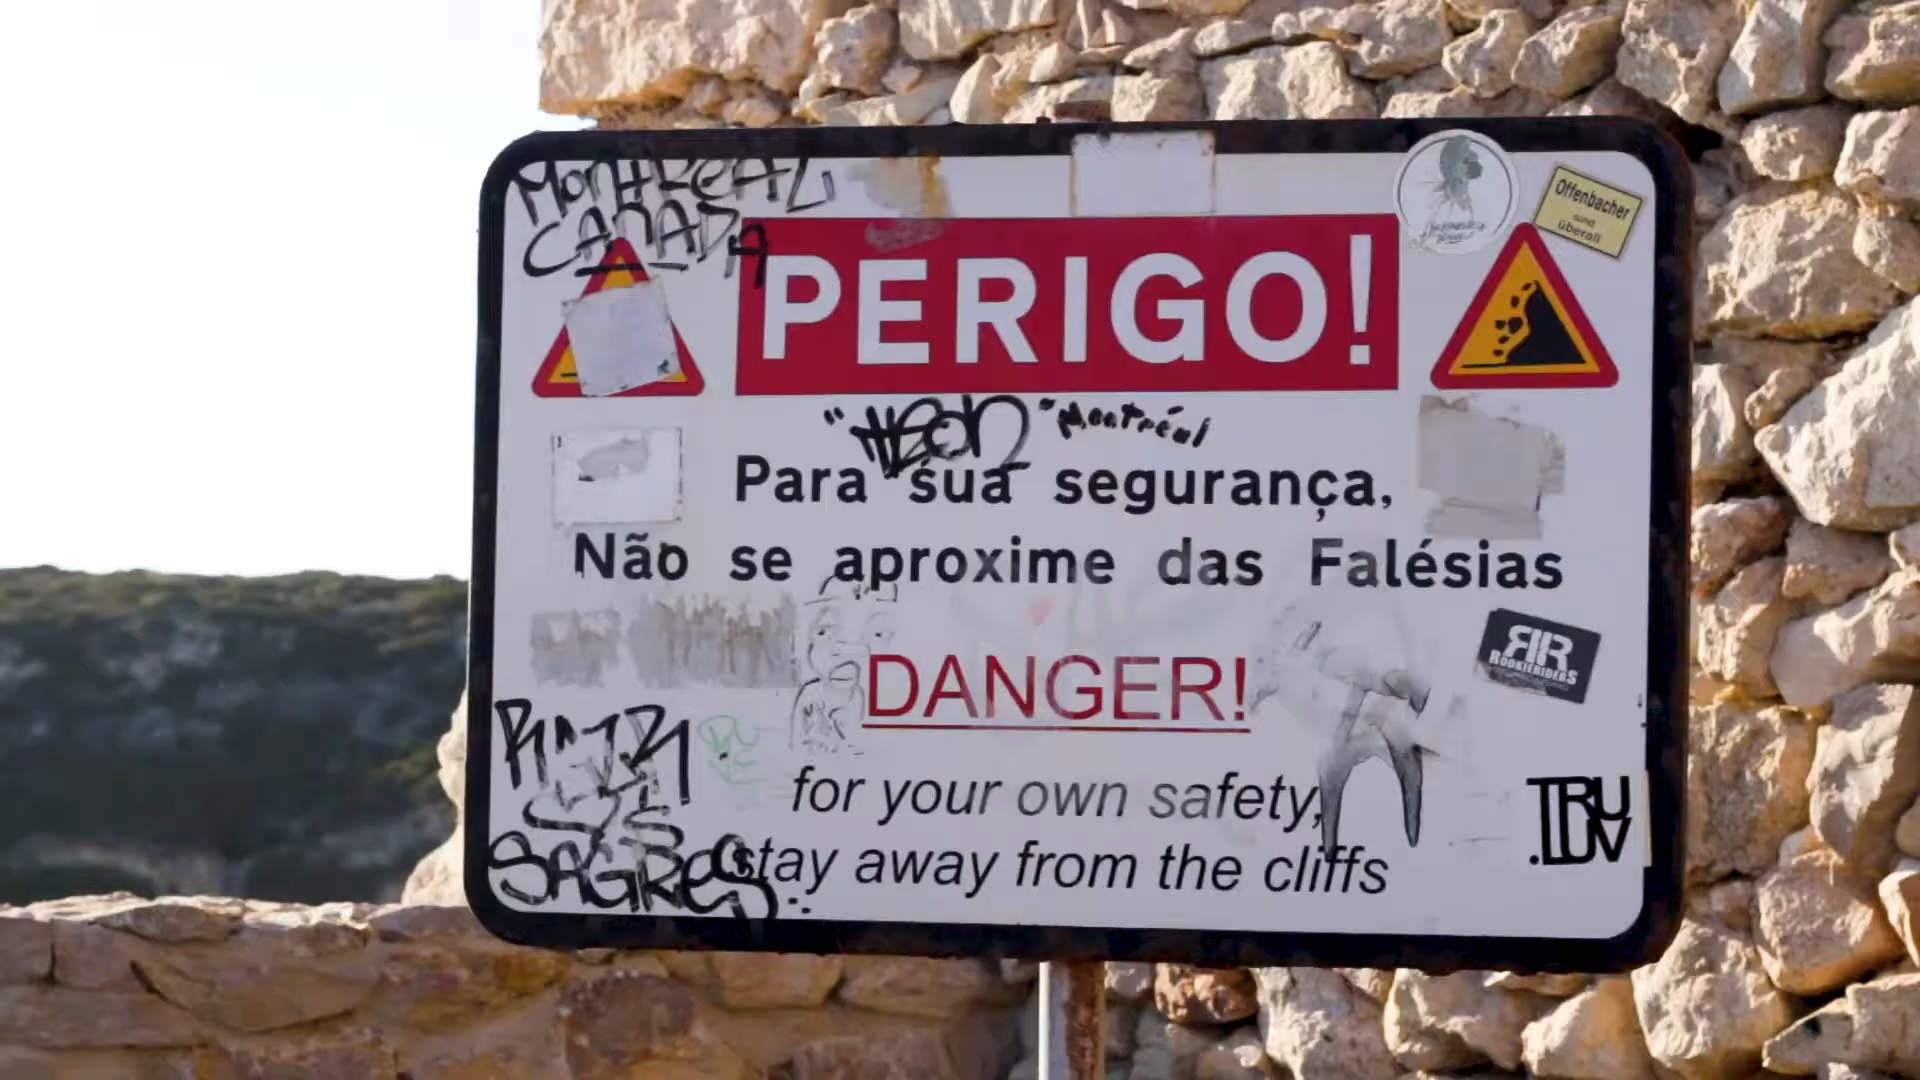 MONTREAL
CANADA
Offenbacher
sind
überall
PERIGO!
Montréal
Para sua segurança,
Não se aproxime das Falésias
DANGER!
RR
ROOKIERIDERS
for your own safety,
stay away from the cliffs
SAGRES